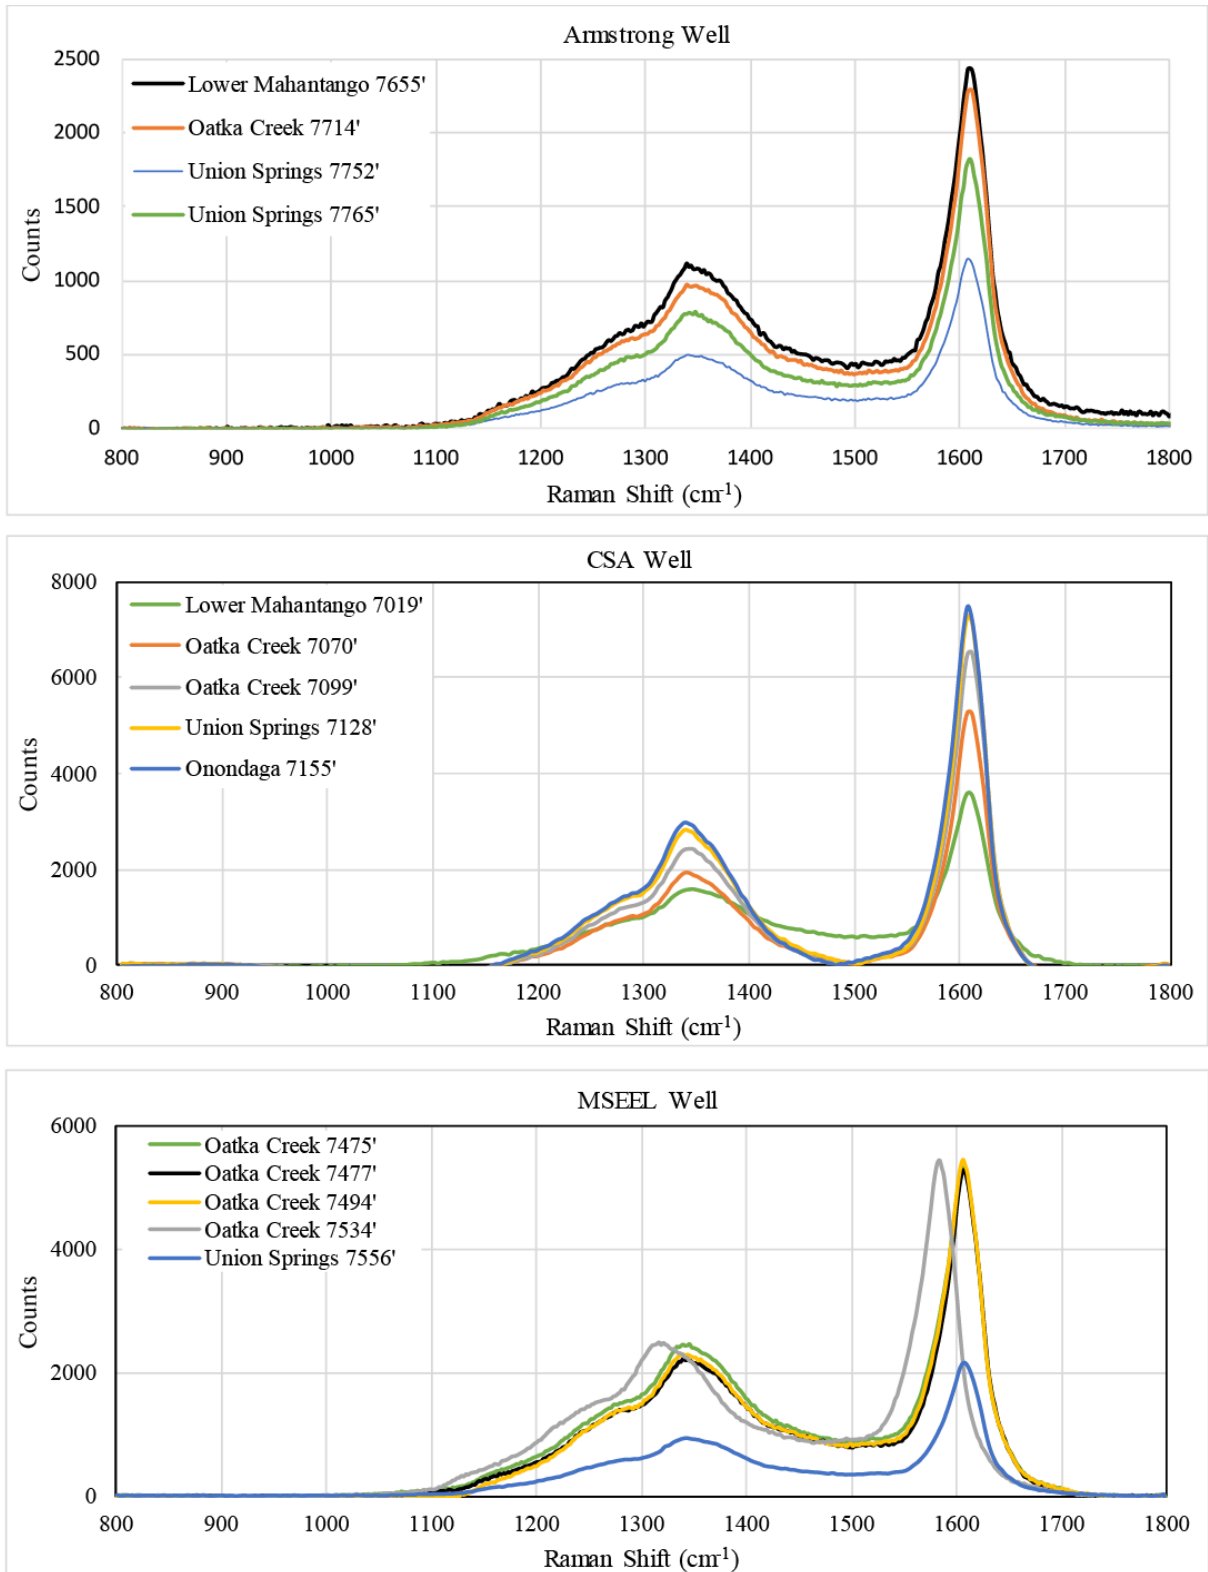 Armstrong Well
2500
2000
1500
1000
500
0
Counts
Lower Mahantango 7655'
Oatka Creek 7714'
Union Springs 7752'
Union Springs 7765'
800 900 1000 1100 1200 1300 1400 1500 1600 1700 1800
Raman Shift (cm-1)
CSA Well
8000
6000
4000
2000
0
Counts
Lower Mahantango 7019'
Oatka Creek 7070'
Oatka Creek 7099'
Union Springs 7128'
Onondaga 7155'
800 900 1000 1100 1200 1300 1400 1500 1600 1700 1800
Raman Shift (cm-1)
MSEEL Well
6000
4000
2000
0
Counts
Oatka Creek 7475'
Oatka Creek 7477'
Oatka Creek 7494'
Oatka Creek 7534'
Union Springs 7556'
800 900 1000 1100 1200 1300 1400 1500 1600 1700 1800
Raman Shift (cm-1)